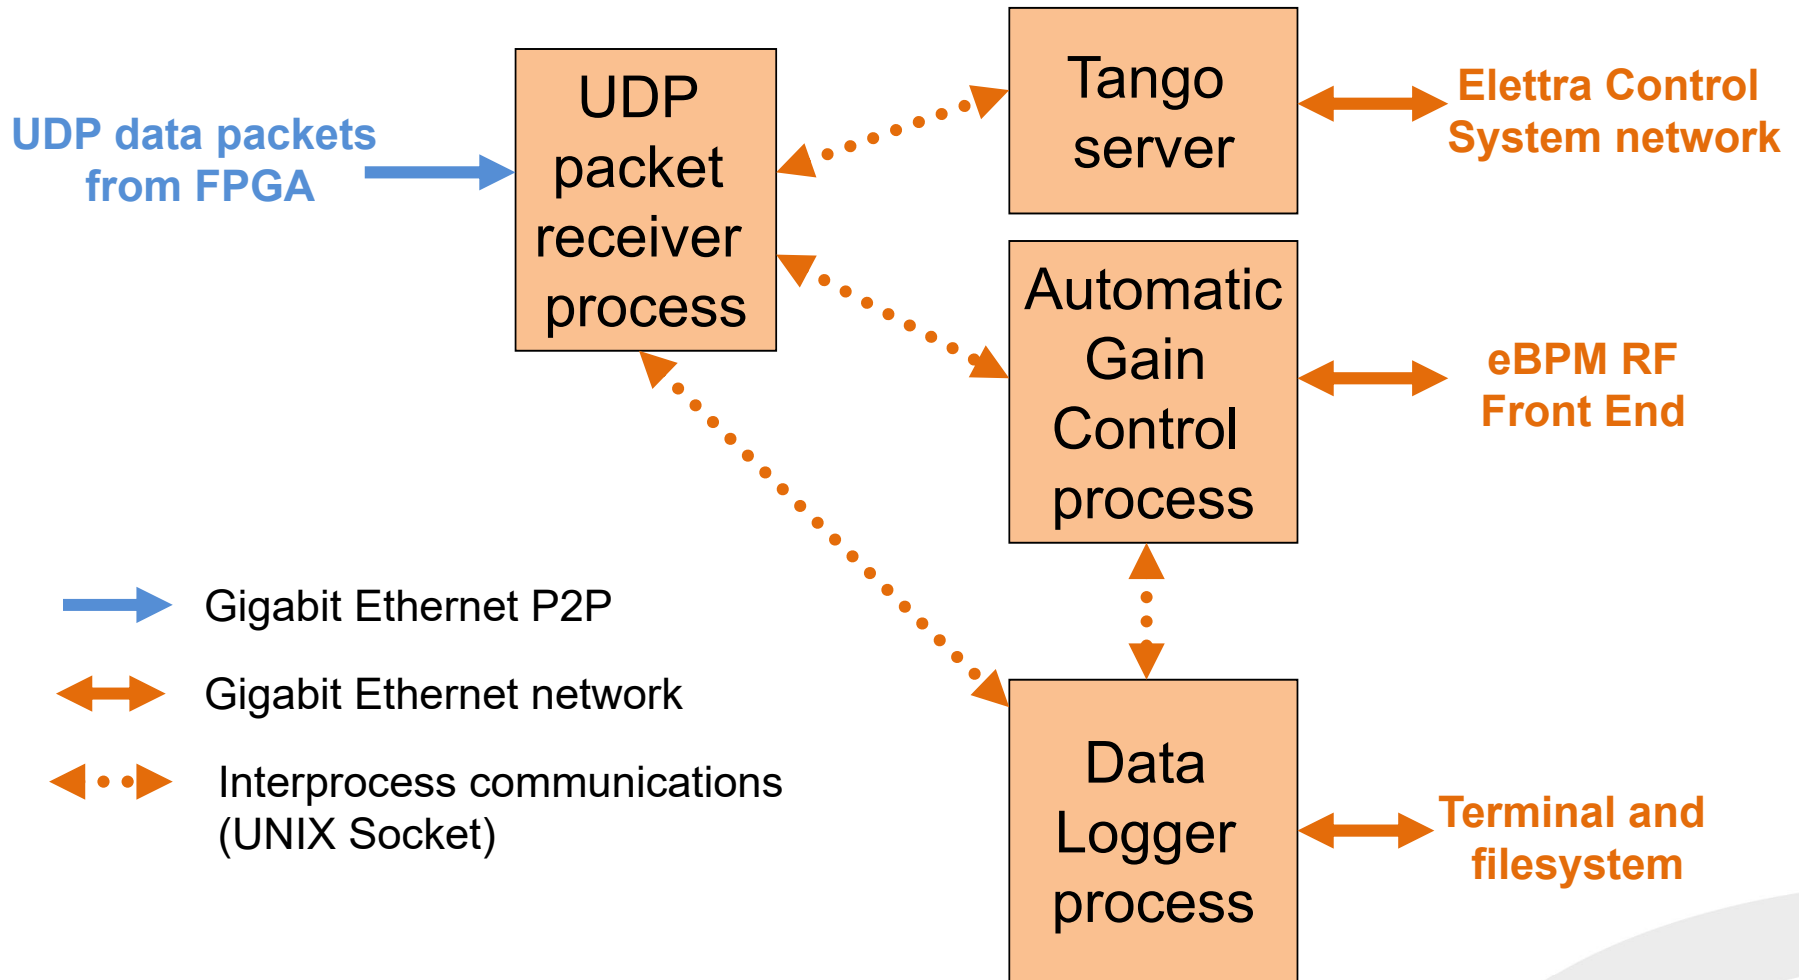 UDP data packets
from FPGA
UDP
packet
receiver
process
Tango
server
Elettra Control
System network
Automatic
Gain
Control
process
eBPM RF
Front End
Data
Logger
process
Terminal and
filesystem
Gigabit Ethernet P2P
Gigabit Ethernet network
Interprocess communications
(UNIX Socket)